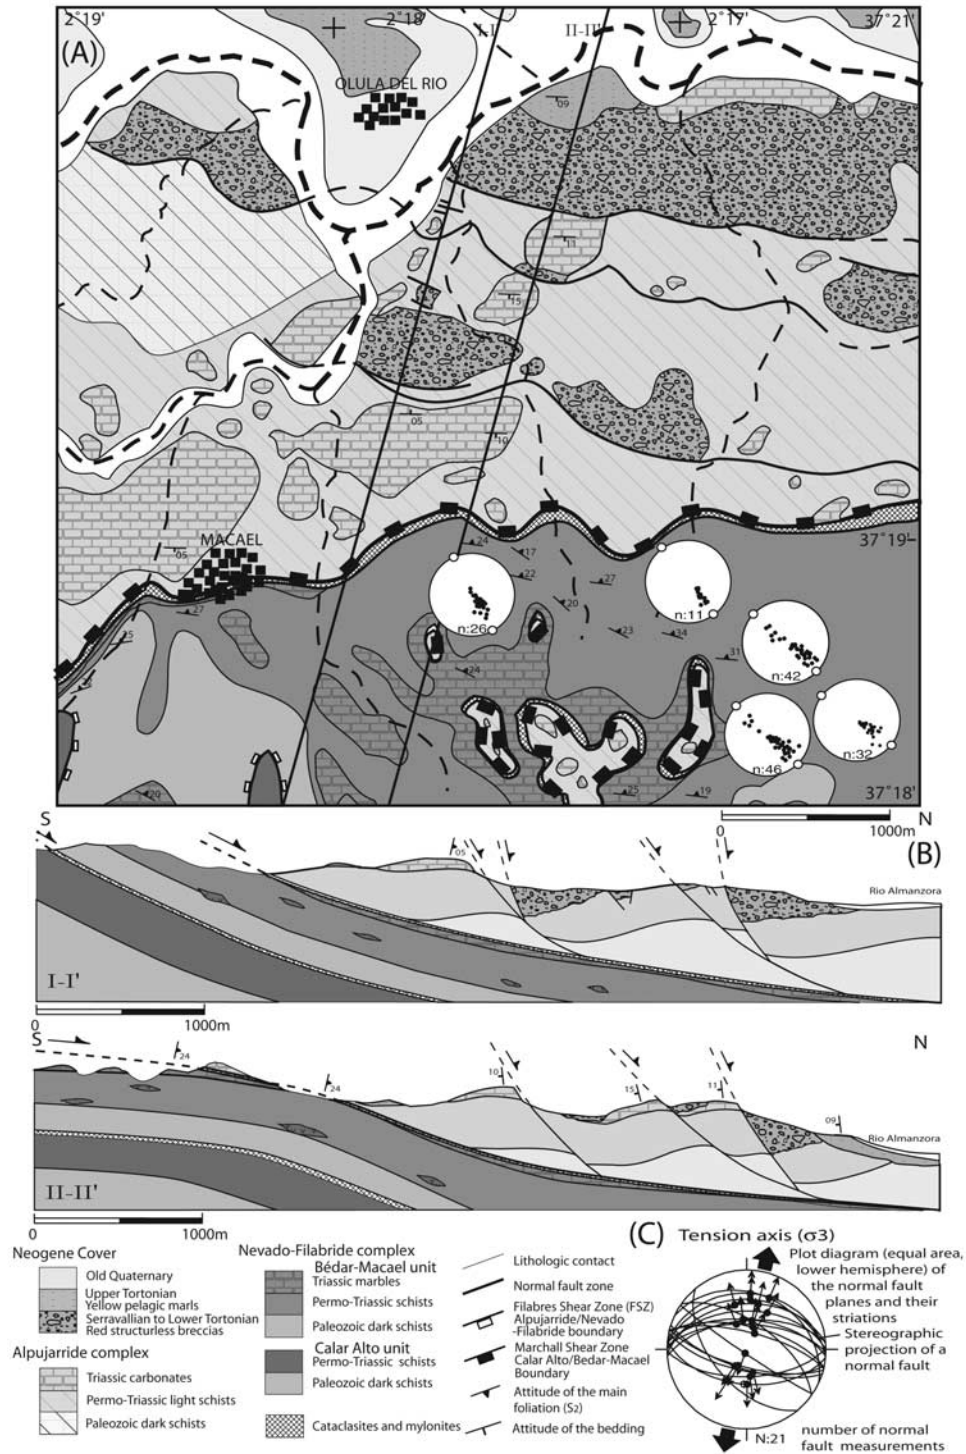 2°19'
2°18'
I-I'
II-II'
2°17'
37°21'
(A)
OLULA DEL RIO
09
11
15
05
10
MACAEL
05
37°19'
24
17
22
27
20
27
25
23
34
31
24
n:26
n:11
n:42
n:46
n:32
20
25
19
37°18'
0
1000m
S
N
(B)
05
Rio Almanzora
I-I'
0
1000m
S
N
24
24
10
15
11
09
Rio Almanzora
II-II'
0
1000m
Neogene Cover
Old Quaternary
Upper Tortonian
Yellow pelagic marls
Serravallian to Lower Tortonian
Red structurless breccias
Alpujarride complex
Triassic carbonates
Permo-Triassic light schists
Paleozoic dark schists
Nevado-Filabride complex
Bédar-Macael unit
Triassic marbles
Permo-Triassic schists
Paleozoic dark schists
Calar Alto unit
Permo-Triassic schists
Paleozoic dark schists
Cataclasites and mylonites
Lithologic contact
Normal fault zone
Filabres Shear Zone (FSZ)
Alpujarride/Nevado
-Filabride boundary
Marchall Shear Zone
Calar Alto/Bedar-Macael
Boundary
Attitude of the main
foliation (S2)
Attitude of the bedding
(C)
Tension axis (σ3)
Plot diagram (equal area,
lower hemisphere) of
the normal fault
planes and their
striations
Stereographic
projection of a
normal fault
N:21
number of normal
fault measurements